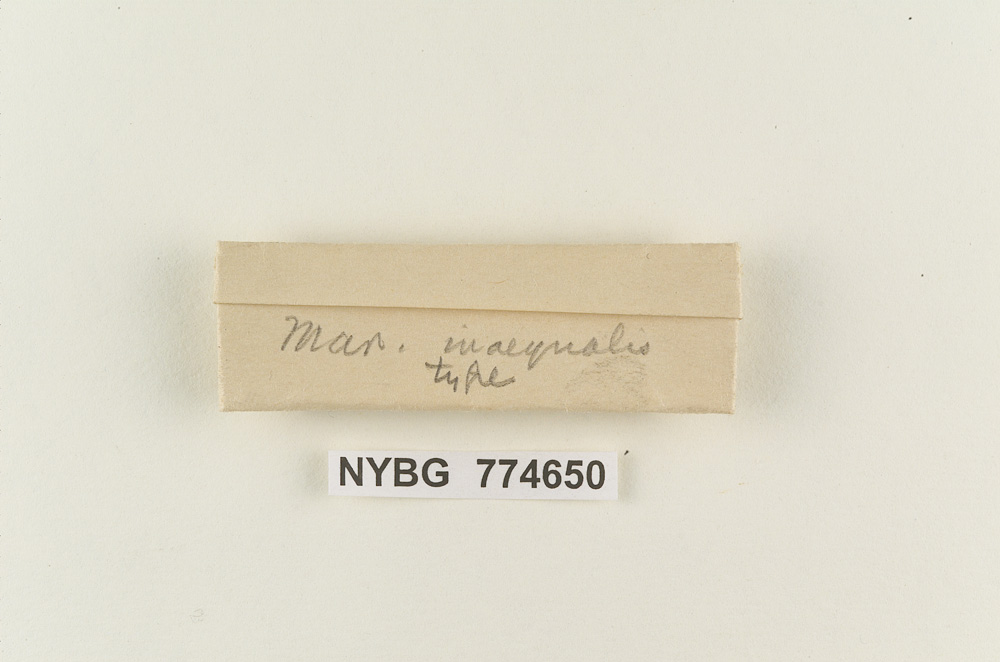 Mar. inaequalis
type
NYBG 774650